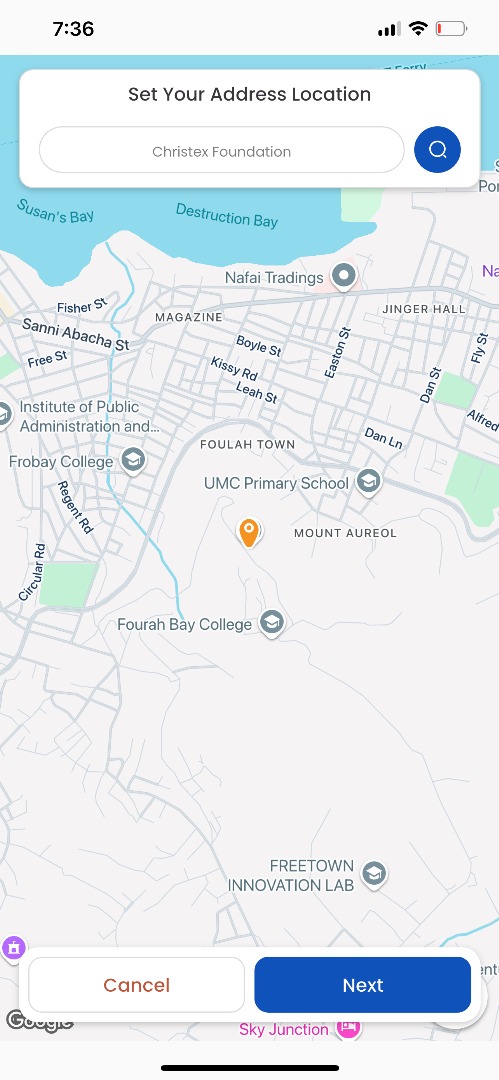 7:36
Ferry
Set Your Address Location
Christex Foundation
Susan's Bay
Destruction Bay
Nafai Tradings
Fisher St
MAGAZINE
JINGER HALL
Sanni Abacha St
Boyle St
Easton St
Fly St
Free St
Kissy Rd
Leah St
Dan St
Institute of Public
Administration and...
Alfred
Dan Ln
FOULAH TOWN
Frobay College
UMC Primary School
Regent Rd
MOUNT AUREOL
Circular Rd
Fourah Bay College
FREETOWN
INNOVATION LAB
Cancel
Next
Google
Sky Junction